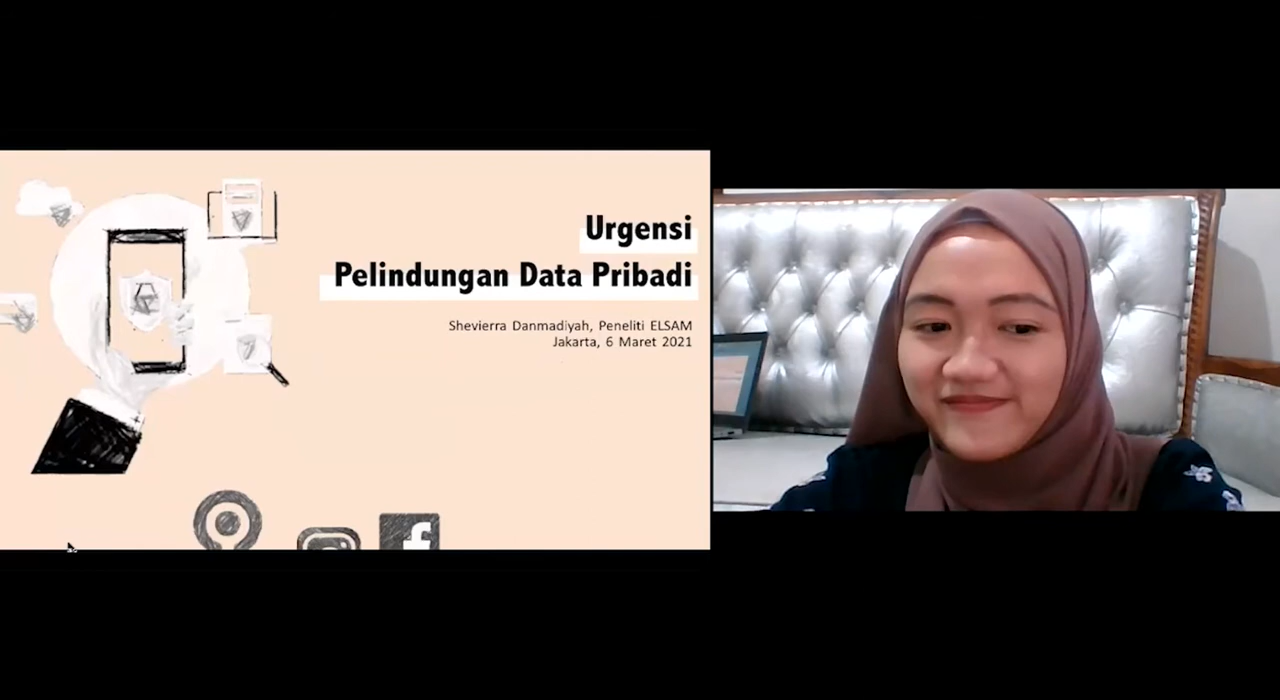 Urgensi
Pelindungan Data Pribadi
Shevierra Danmadiyah, Peneliti ELSAM
Jakarta, 6 Maret 2021